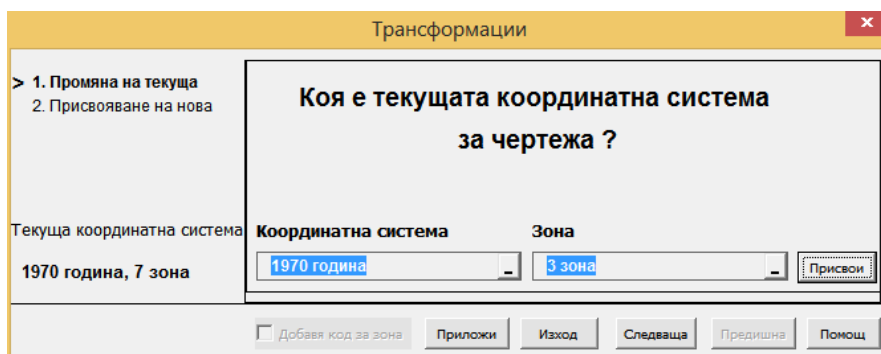 Трансформации
x
> 1. Промяна на текуща
2. Присвояване на нова
Коя е текущата координатна система
за чертежа ?
Текуща координатна система
1970 година, 7 зона
Координатна система
Зона
1970 година
3 зона
Присвои
Добавя код за зона
Приложи
Изход
Следваща
Предишна
Помощ